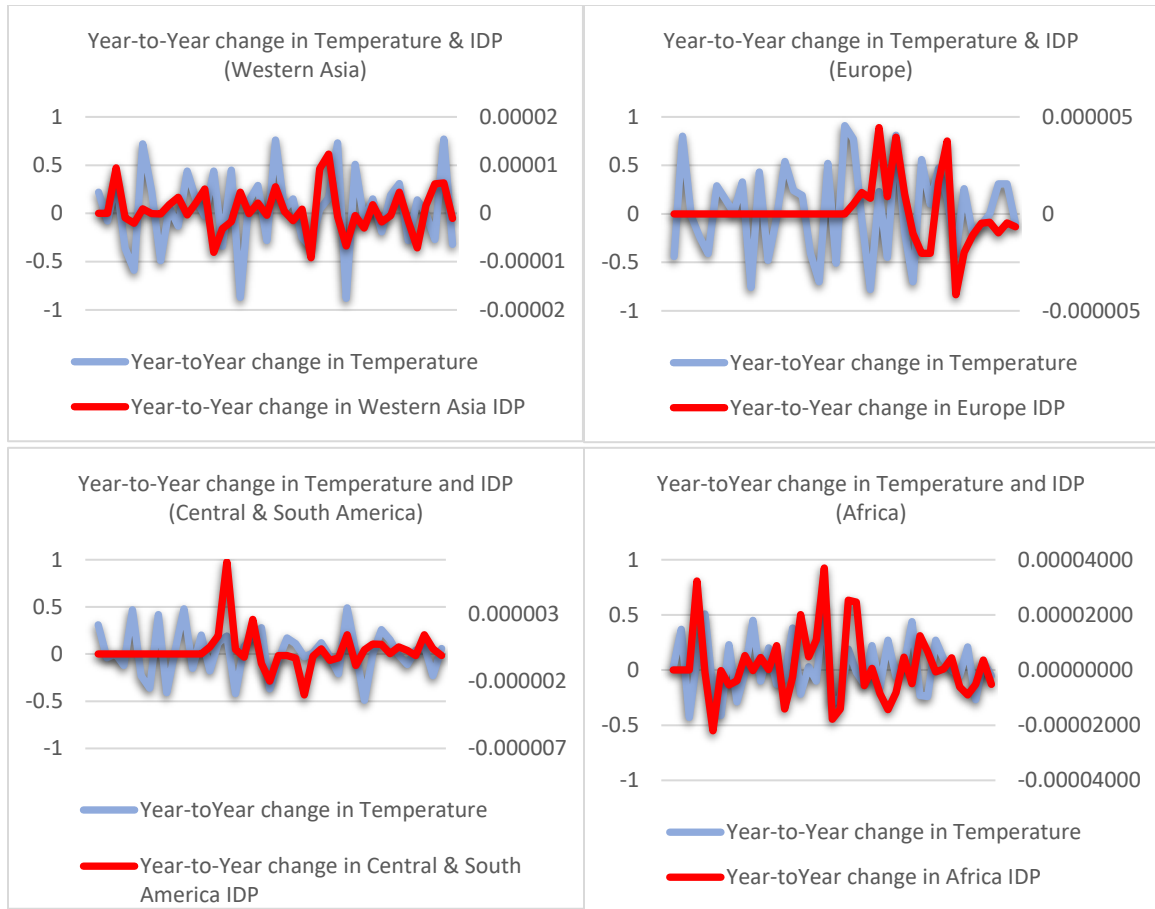 Year-to-Year change in Temperature & IDP
(Western Asia)
1
0.5
0
-0.5
-1
0.00002
0.00001
0
-0.00001
-0.00002
Year-toYear change in Temperature
Year-to-Year change in Western Asia IDP
Year-to-Year change in Temperature & IDP
(Europe)
1
0.5
0
-0.5
-1
0.000005
0
-0.000005
Year-toYear change in Temperature
Year-to-Year change in Europe IDP
Year-to-Year change in Temperature and IDP
(Central & South America)
1
0.5
0
-0.5
-1
0.000003
-0.000002
-0.000007
Year-toYear change in Temperature
Year-to-Year change in Central & South
America IDP
Year-toYear change in Temperature and IDP
(Africa)
1
0.5
0
-0.5
-1
0.00004000
0.00002000
0.00000000
-0.00002000
-0.00004000
Year-to-Year change in Temperature
Year-toYear change in Africa IDP